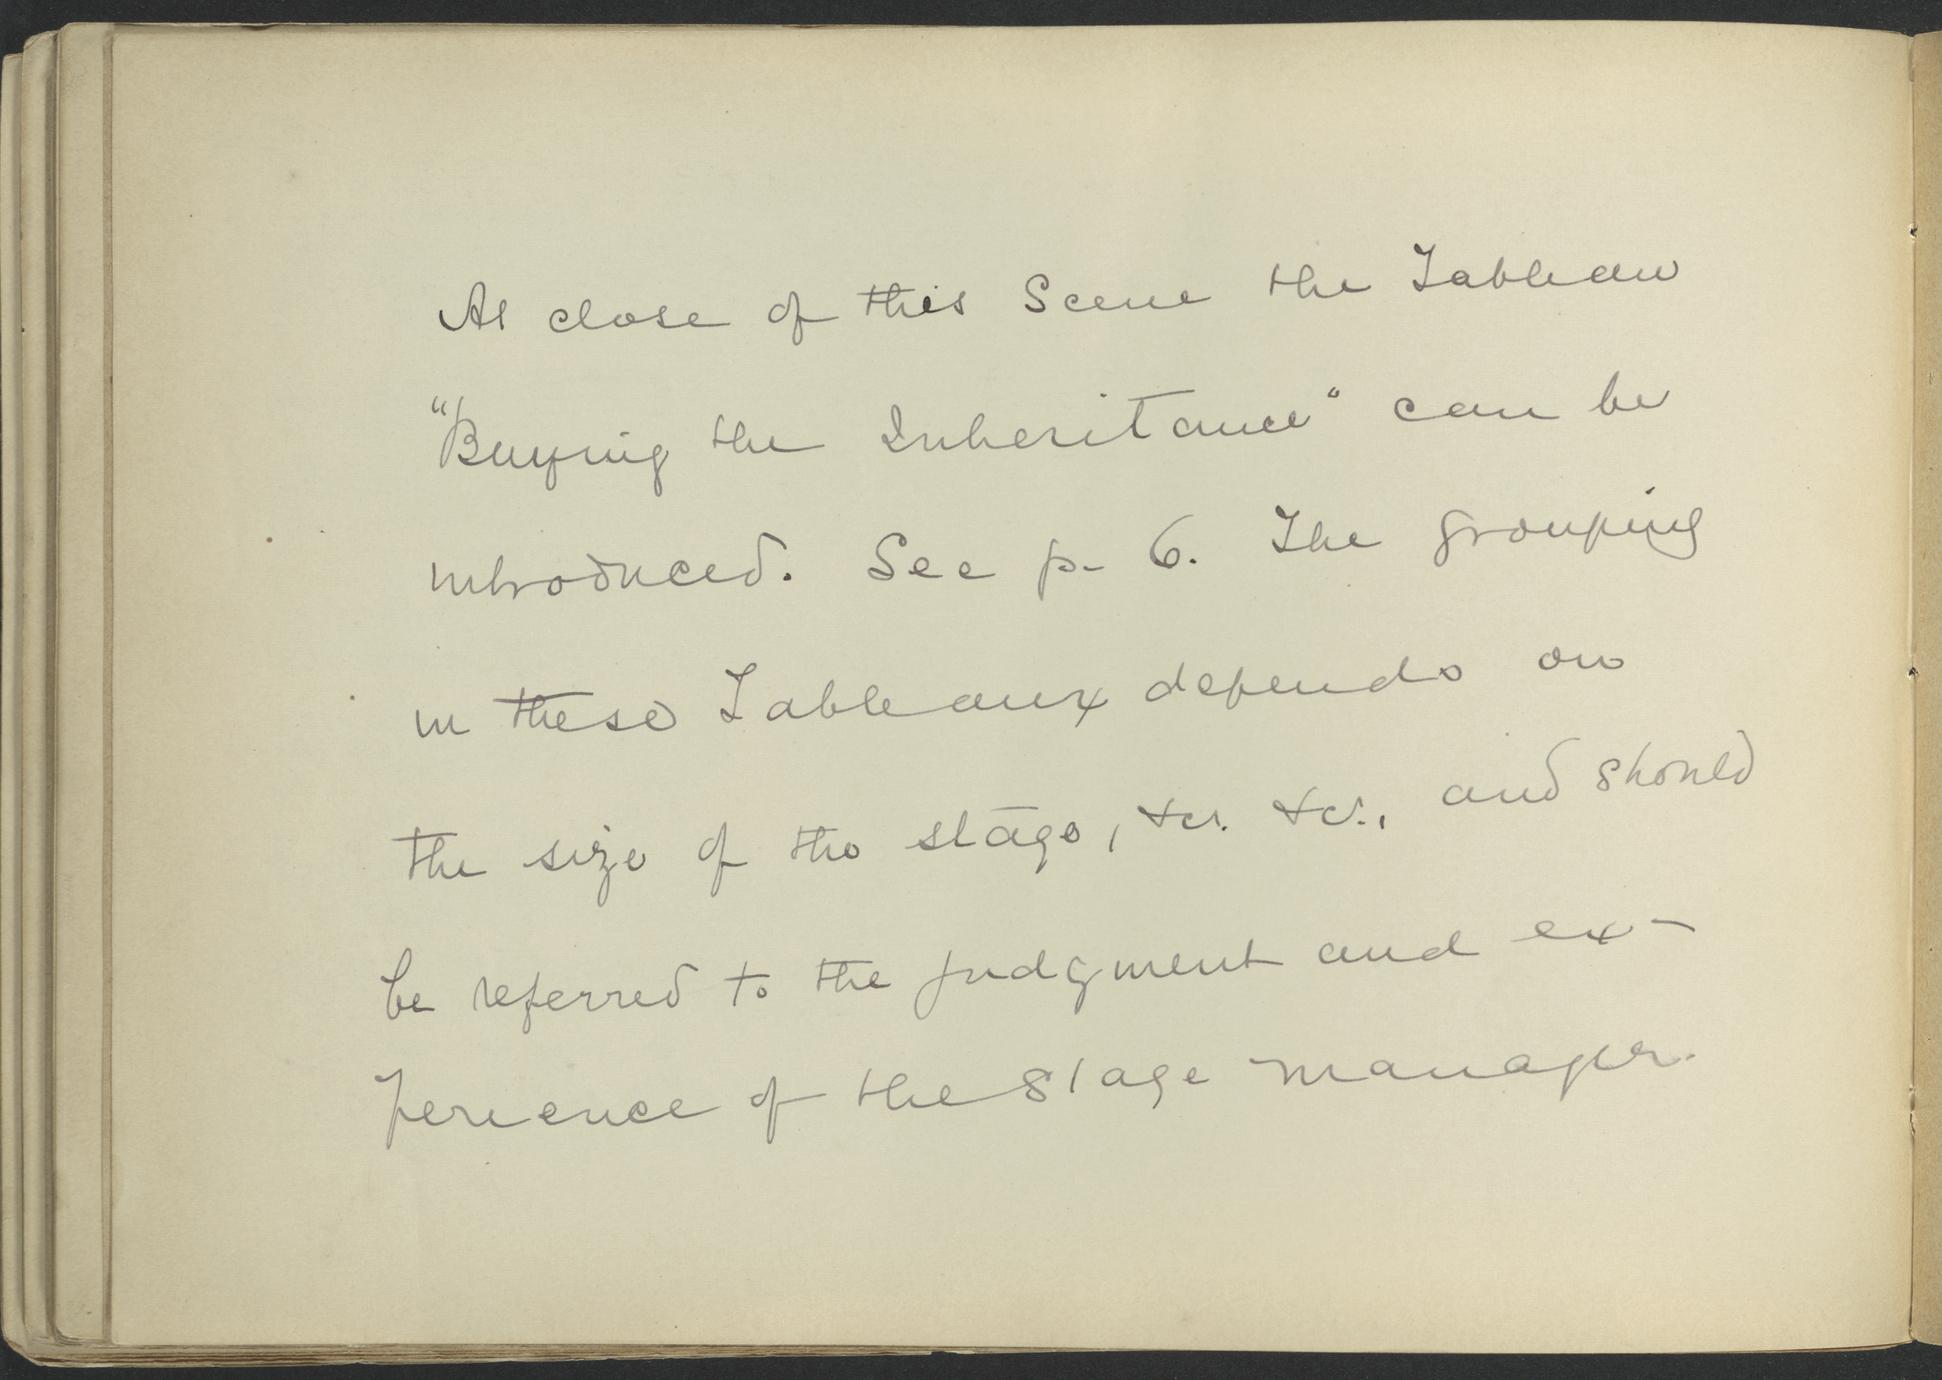 At close of this Scene the Tableau
"Buying the Inheritance" can be
introduced. See p. 6. The grouping
in these Tableaux depends on
the size of the stage, &c. &c., and should
be referred to the judgment and ex-
perience of the stage manager.